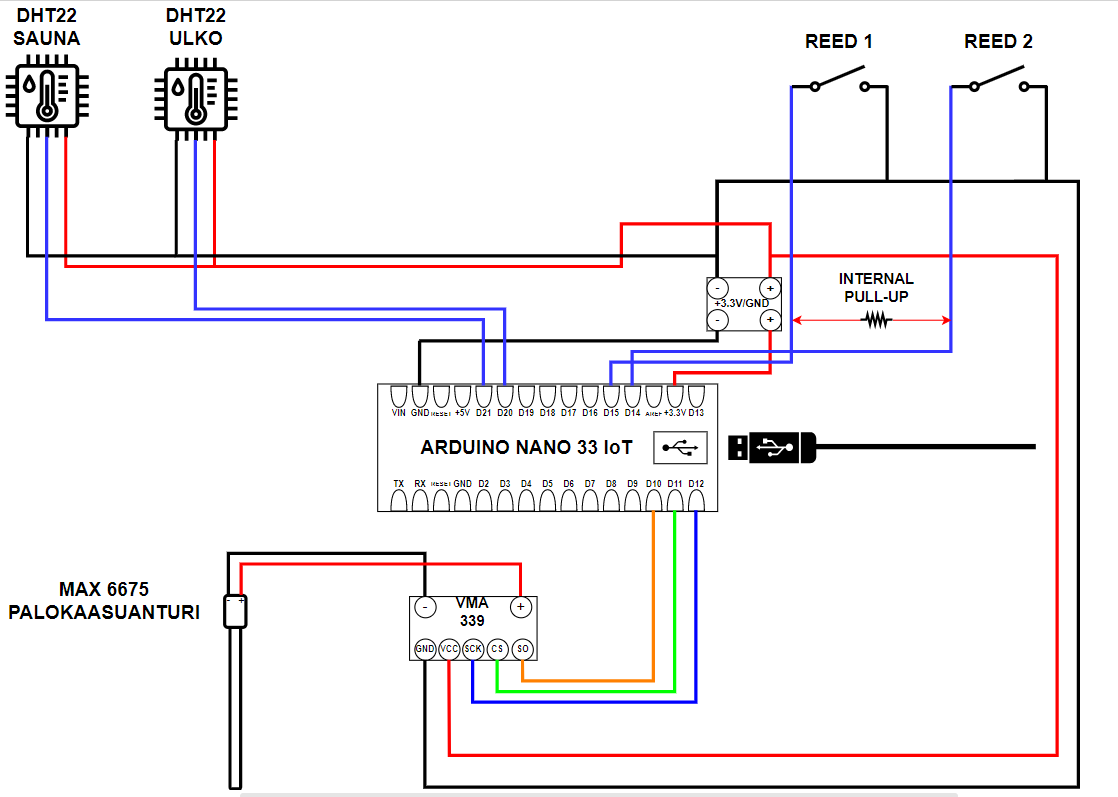 DHT22
SAUNA
DHT22
ULKO
REED 1
REED 2
INTERNAL
PULL-UP
- +
+3.3V/GND
- +
VIN GND RESET +5V D21 D20 D19 D18 D17 D16 D15 D14 AREF +3.3V D13
ARDUINO NANO 33 IoT
TX RX RESET GND D2 D3 D4 D5 D6 D7 D8 D9 D10 D11 D12
MAX 6675
PALOKAASUANTURI
- +
- VMA +
339
GND VCC SCK CS SO